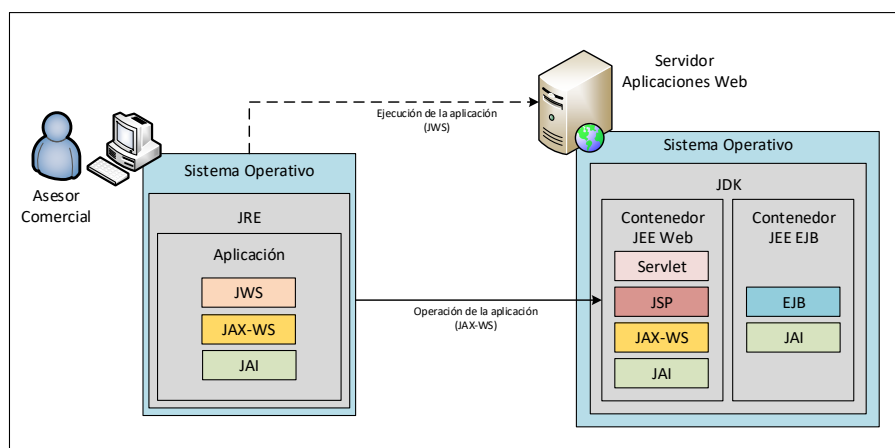 Servidor
Aplicaciones Web
Ejecución de la aplicación
(JWS)
Asesor
Comercial
Sistema Operativo
JRE
Aplicación
JWS
JAX-WS
JAI
Operación de la aplicación
(JAX-WS)
Sistema Operativo
JDK
Contenedor
JEE Web
Servlet
JSP
JAX-WS
JAI
Contenedor
JEE EJB
EJB
JAI